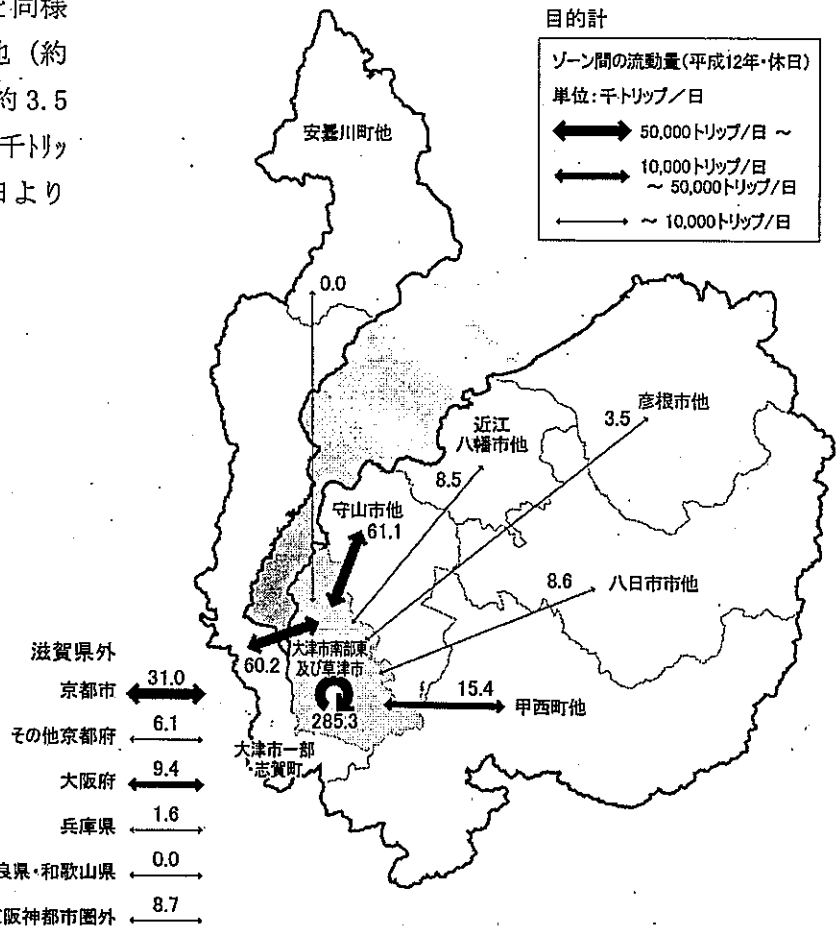 と同様
他（約
約3.5
千トリッ
日より
目的計
ゾーン間の流動量（平成12年・休日）
単位：千トリップ／日
50,000トリップ/日 ～
10,000トリップ/日
～ 50,000トリップ/日
～ 10,000トリップ/日
安曇川町他
0.0
彦根市他
3.5
近江
八幡市他
8.5
守山市他
61.1
八日市市他
8.6
大津市南部東
及び草津市
60.2
285.3
15.4
甲西町他
大津市一部
・志賀町
滋賀県外
京都市 31.0
その他京都府 6.1
大阪府 9.4
兵庫県 1.6
良県・和歌山県 0.0
阪神都市圏外 8.7